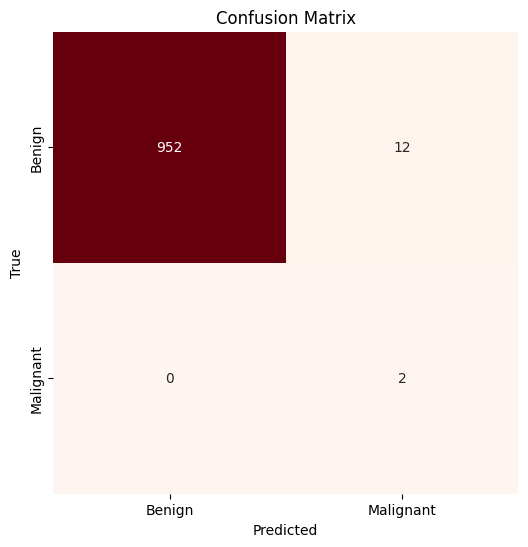 Confusion Matrix
True
Benign
952
12
Malignant
0
2
Benign
Malignant
Predicted